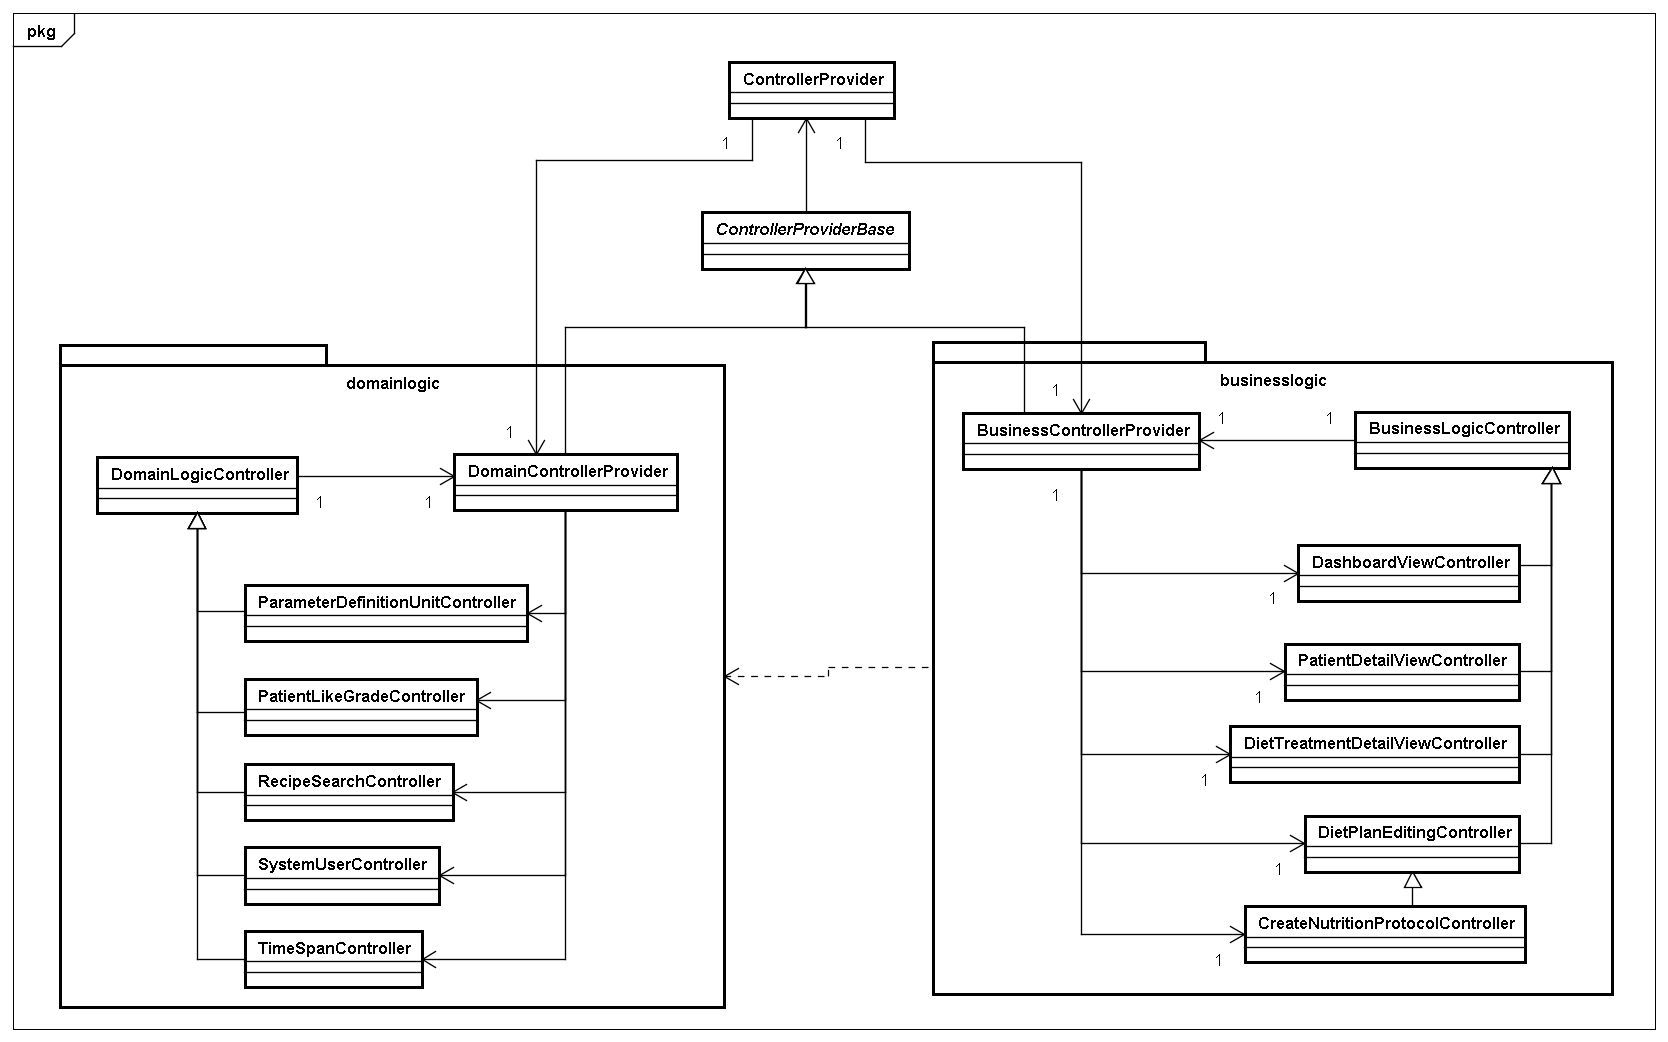 pkg
ControllerProvider
1
1
ControllerProviderBase
domainlogic
businesslogic
1
1
BusinessControllerProvider
1
1
BusinessLogicController
DomainLogicController
1
1
DomainControllerProvider
1
DashboardViewController
1
ParameterDefinitionUnitController
PatientDetailViewController
1
PatientLikeGradeController
DietTreatmentDetailViewController
1
RecipeSearchController
DietPlanEditingController
1
SystemUserController
CreateNutritionProtocolController
1
TimeSpanController